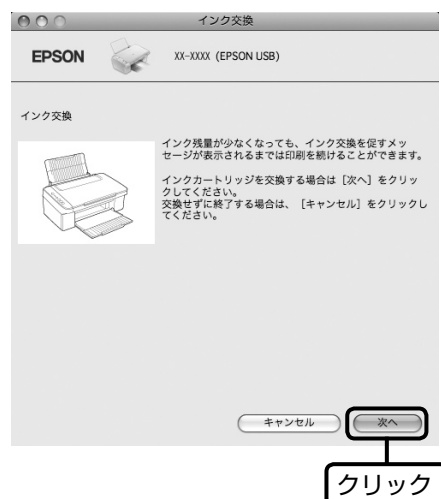 インク交換
EPSON
XX-XXXX (EPSON USB)
インク交換
インク残量が少なくなっても、インク交換を促すメッ
セージが表示されるまでは印刷を続けることができます。
インクカートリッジを交換する場合は［次へ］をクリッ
クしてください。
交換せずに終了する場合は、［キャンセル］をクリックし
てください。
キャンセル
次へ
クリック